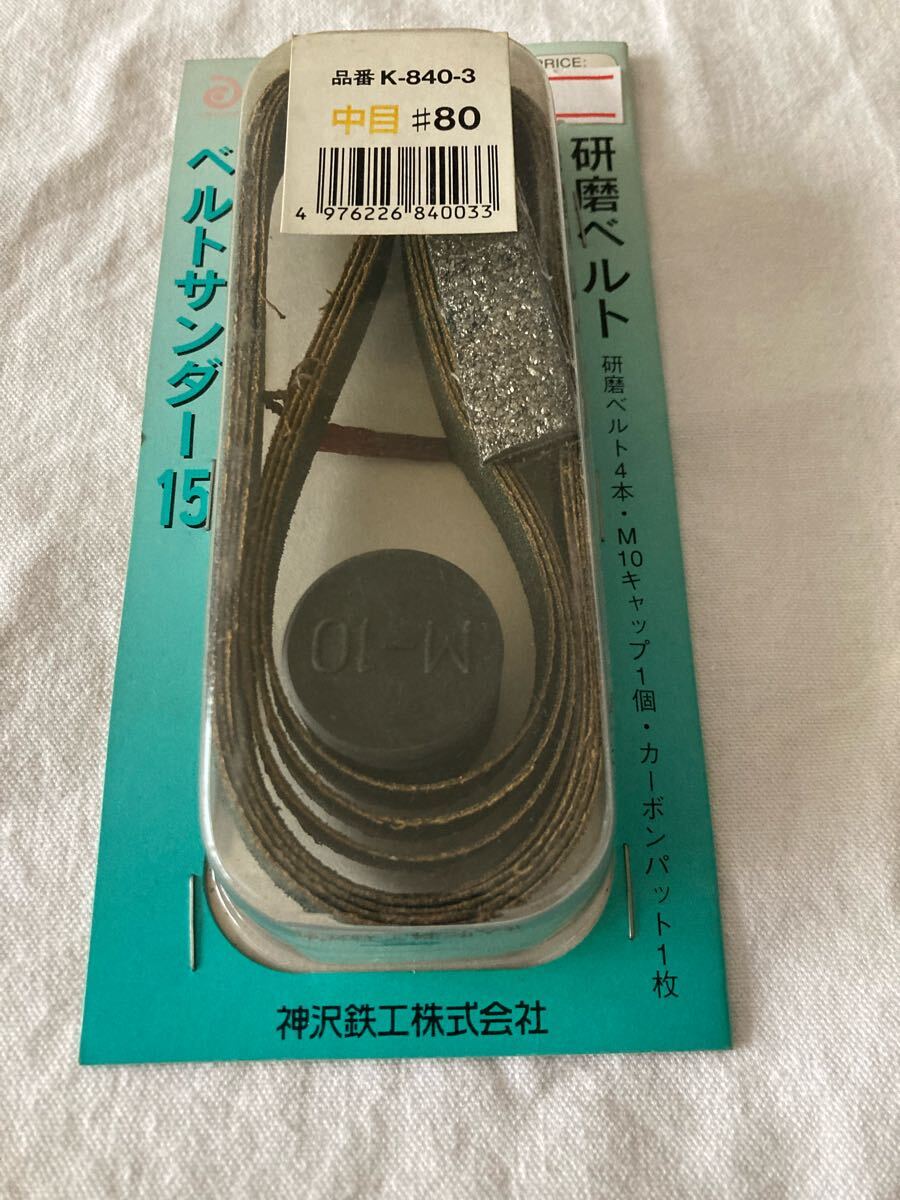 品番 K-840-3
中目 #80
4 976226 840033
PRICE:
研磨ベルト
研磨ベルト4本・M10キャップ1個・カーボンパット1枚
ベルトサンダー15
M-10
神沢鉄工株式会社